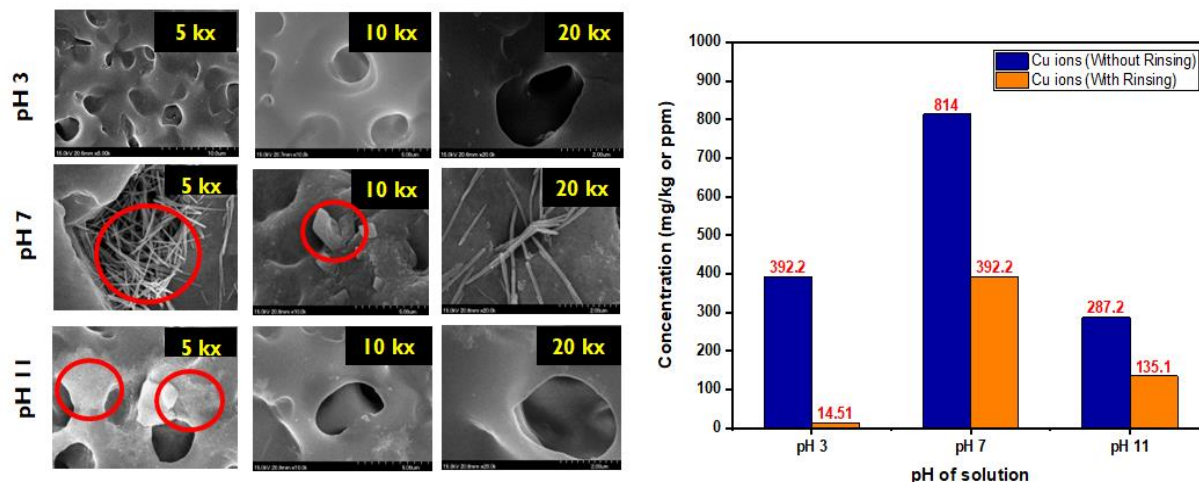 pH 3
5 kx
10 kx
20 kx
pH 7
5 kx
10 kx
20 kx
pH 11
5 kx
10 kx
20 kx
Concentration (mg/kg or ppm)
1000
900
800
700
600
500
400
300
200
100
0
Cu ions (Without Rinsing)
Cu ions (With Rinsing)
392.2
14.51
814
392.2
287.2
135.1
pH 3
pH 7
pH 11
pH of solution